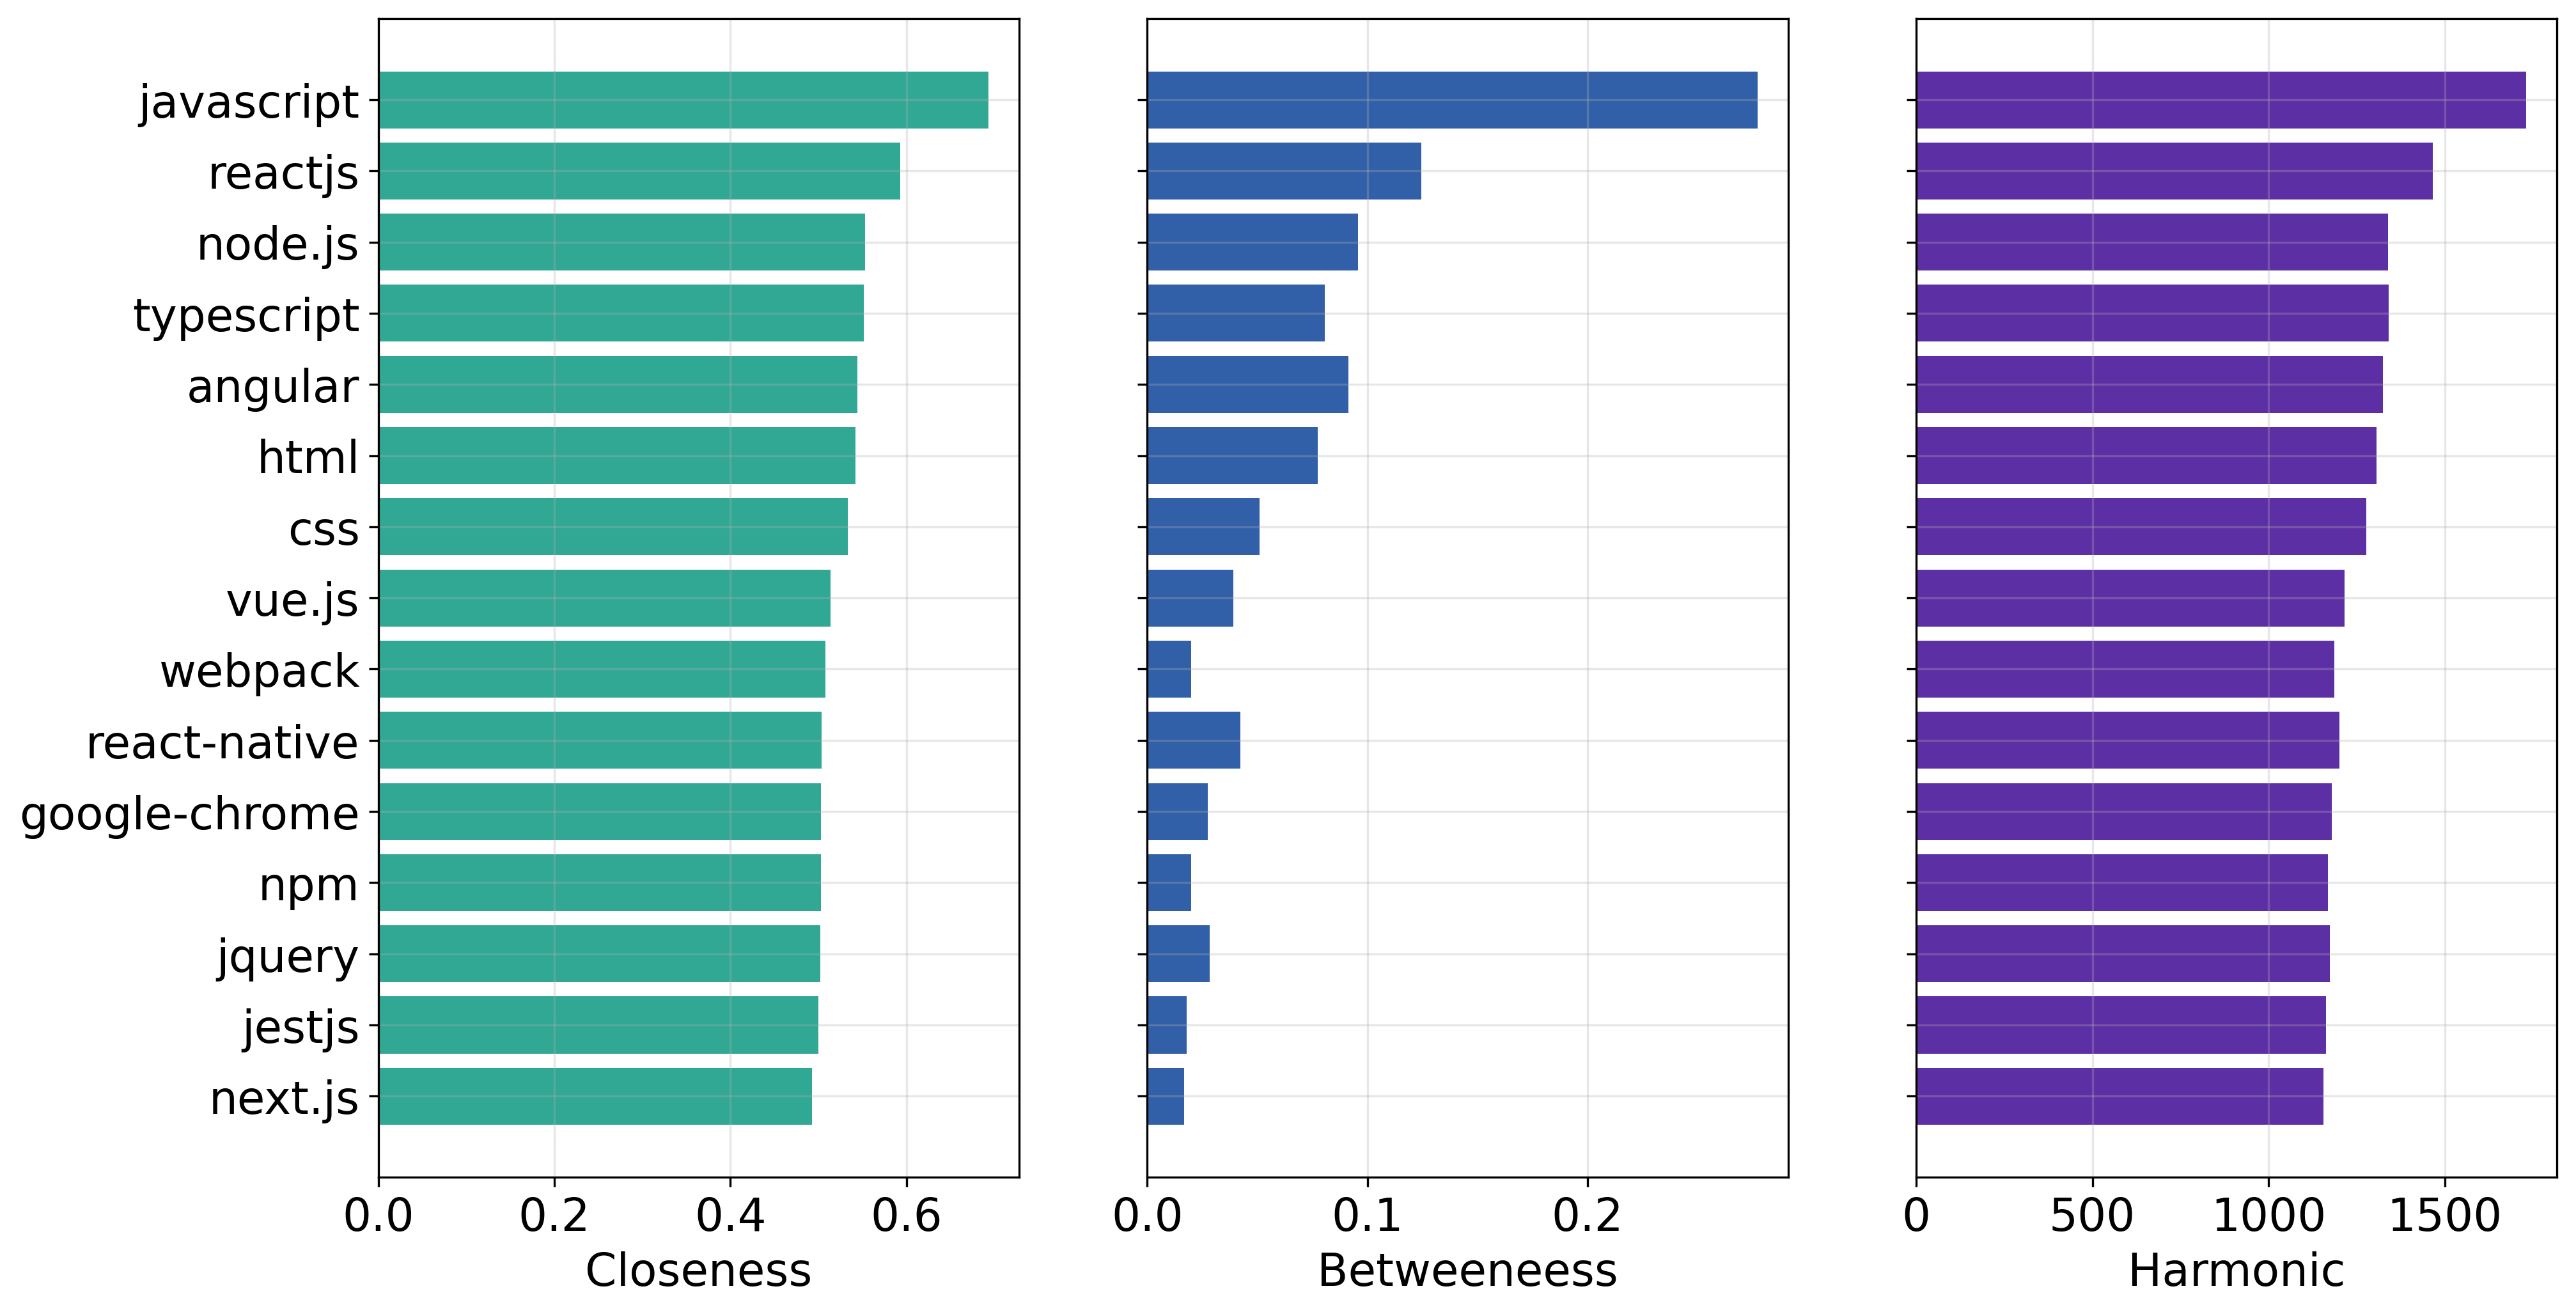 javascript
reactjs
node.js
typescript
angular
html
css
vue.js
webpack
react-native
google-chrome
npm
jquery
jestjs
next.js
0.0 0.2 0.4 0.6
Closeness
0.0 0.1 0.2
Betweeneess
0 500 1000 1500
Harmonic